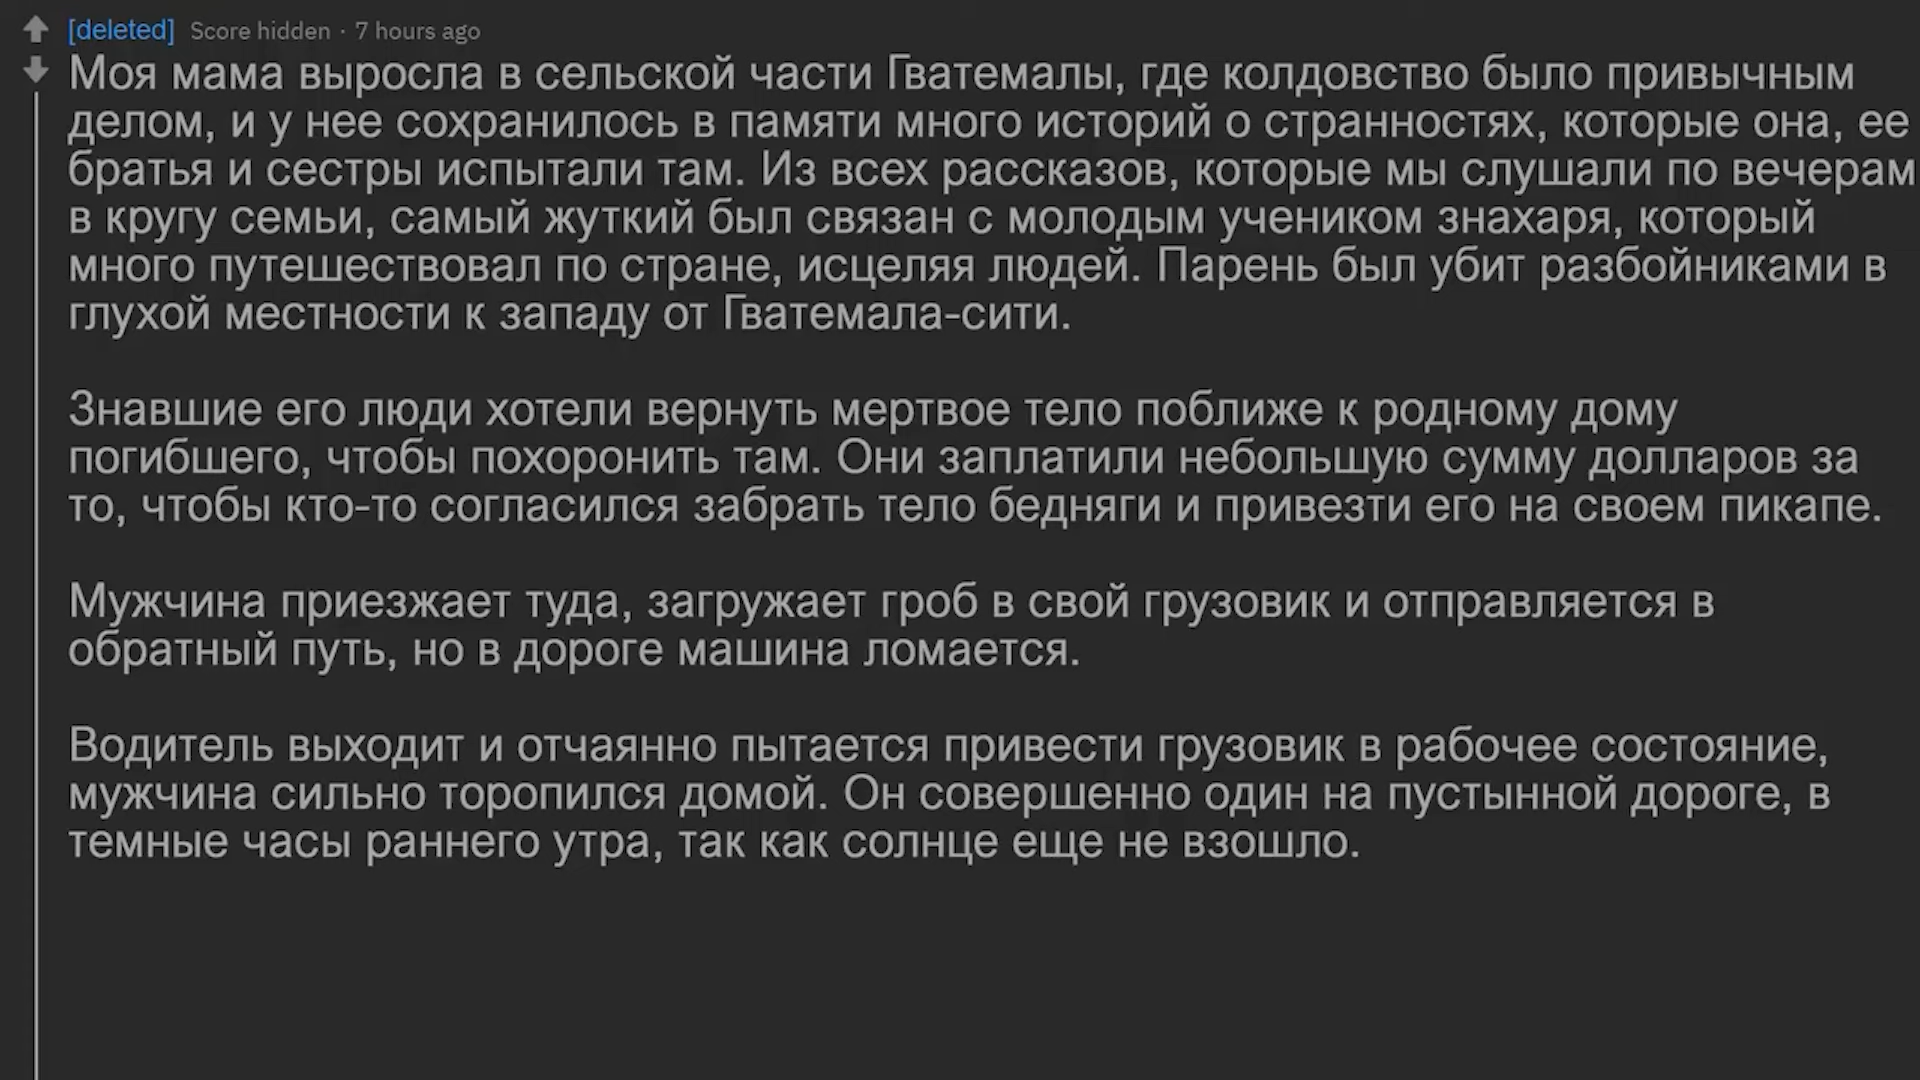 [deleted] Score hidden · 7 hours ago
Моя мама выросла в сельской части Гватемалы, где колдовство было привычным
делом, и у нее сохранилось в памяти много историй о странностях, которые она, ее
братья и сестры испытали там. Из всех рассказов, которые мы слушали по вечерам
в кругу семьи, самый жуткий был связан с молодым учеником знахаря, который
много путешествовал по стране, исцеляя людей. Парень был убит разбойниками в
глухой местности к западу от Гватемала-сити.
Знавшие его люди хотели вернуть мертвое тело поближе к родному дому
погибшего, чтобы похоронить там. Они заплатили небольшую сумму долларов за
то, чтобы кто-то согласился забрать тело бедняги и привезти его на своем пикапе.
Мужчина приезжает туда, загружает гроб в свой грузовик и отправляется в
обратный путь, но в дороге машина ломается.
Водитель выходит и отчаянно пытается привести грузовик в рабочее состояние,
мужчина сильно торопился домой. Он совершенно один на пустынной дороге, в
темные часы раннего утра, так как солнце еще не взошло.